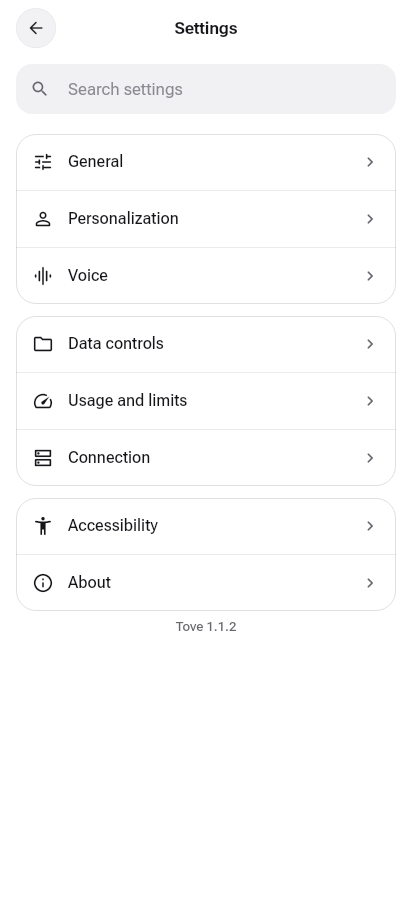 Settings
Search settings
General
Personalization
Voice
Data controls
Usage and limits
Connection
Accessibility
About
Tove 1.1.2